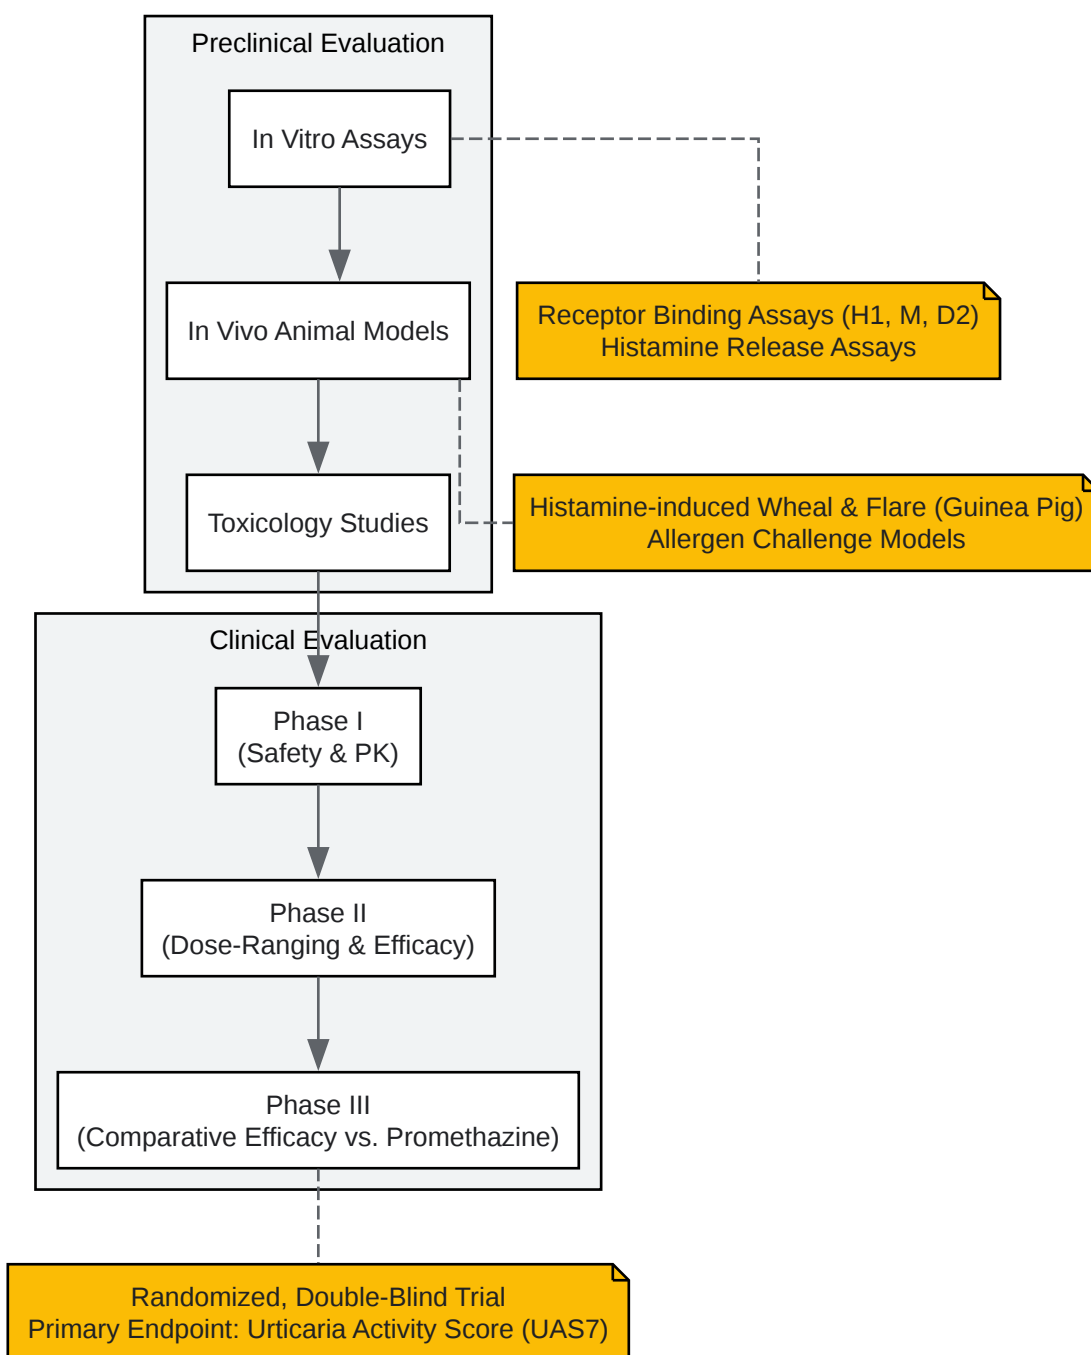 Preclinical Evaluation
In Vitro Assays
In Vivo Animal Models
Receptor Binding Assays (H1, M, D2)
Histamine Release Assays
Toxicology Studies
Histamine-induced Wheal & Flare (Guinea Pig)
Allergen Challenge Models
Clinical Evaluation
Phase I
(Safety & PK)
Phase II
(Dose-Ranging & Efficacy)
Phase III
(Comparative Efficacy vs. Promethazine)
Randomized, Double-Blind Trial
Primary Endpoint: Urticaria Activity Score (UAS7)